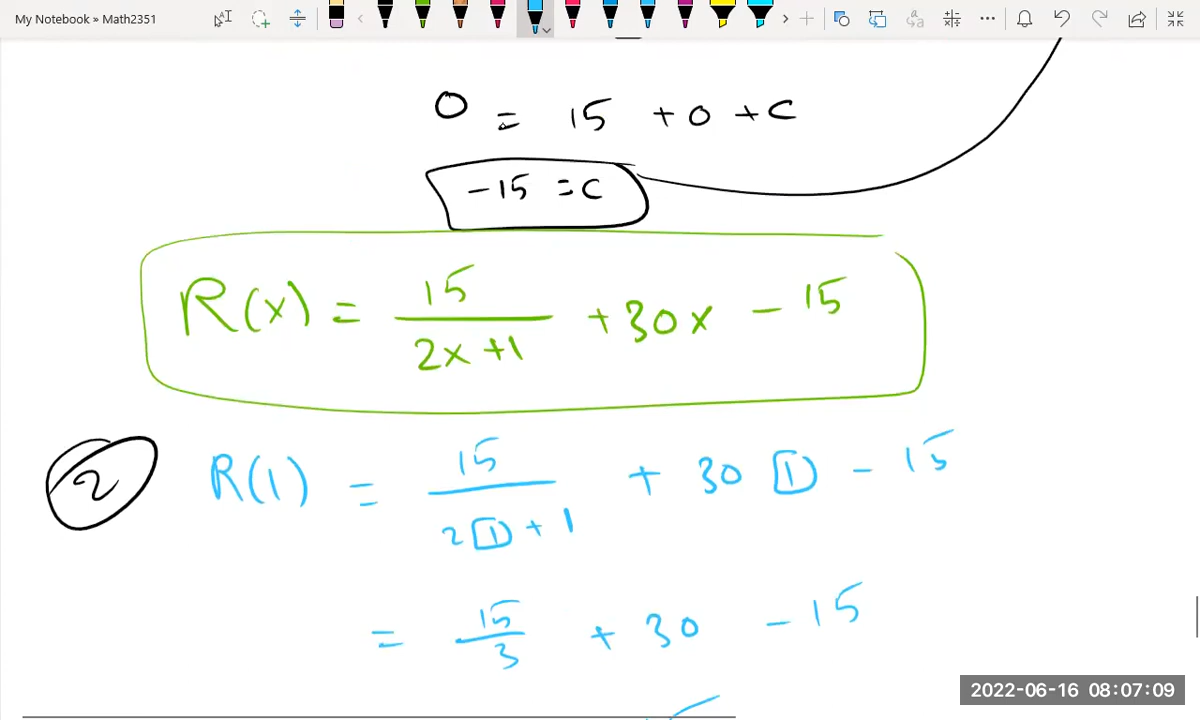 My Notebook » Math2351
0 = 15 + 0 + C
-15 = C
R(x) = 15/(2x+1) + 30x - 15
2 R(1) = 15/(2[1]+1) + 30 [1] - 15
= 15/3 + 30 - 15
2022-06-16 08:07:09